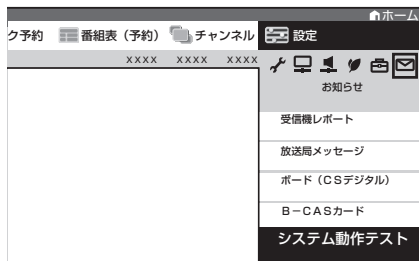 ホーム
ク予約 番組表（予約） チャンネル 設定
xxxx xxxx xxxx
お知らせ
受信機レポート
放送局メッセージ
ボード（CSデジタル）
B－CASカード
システム動作テスト